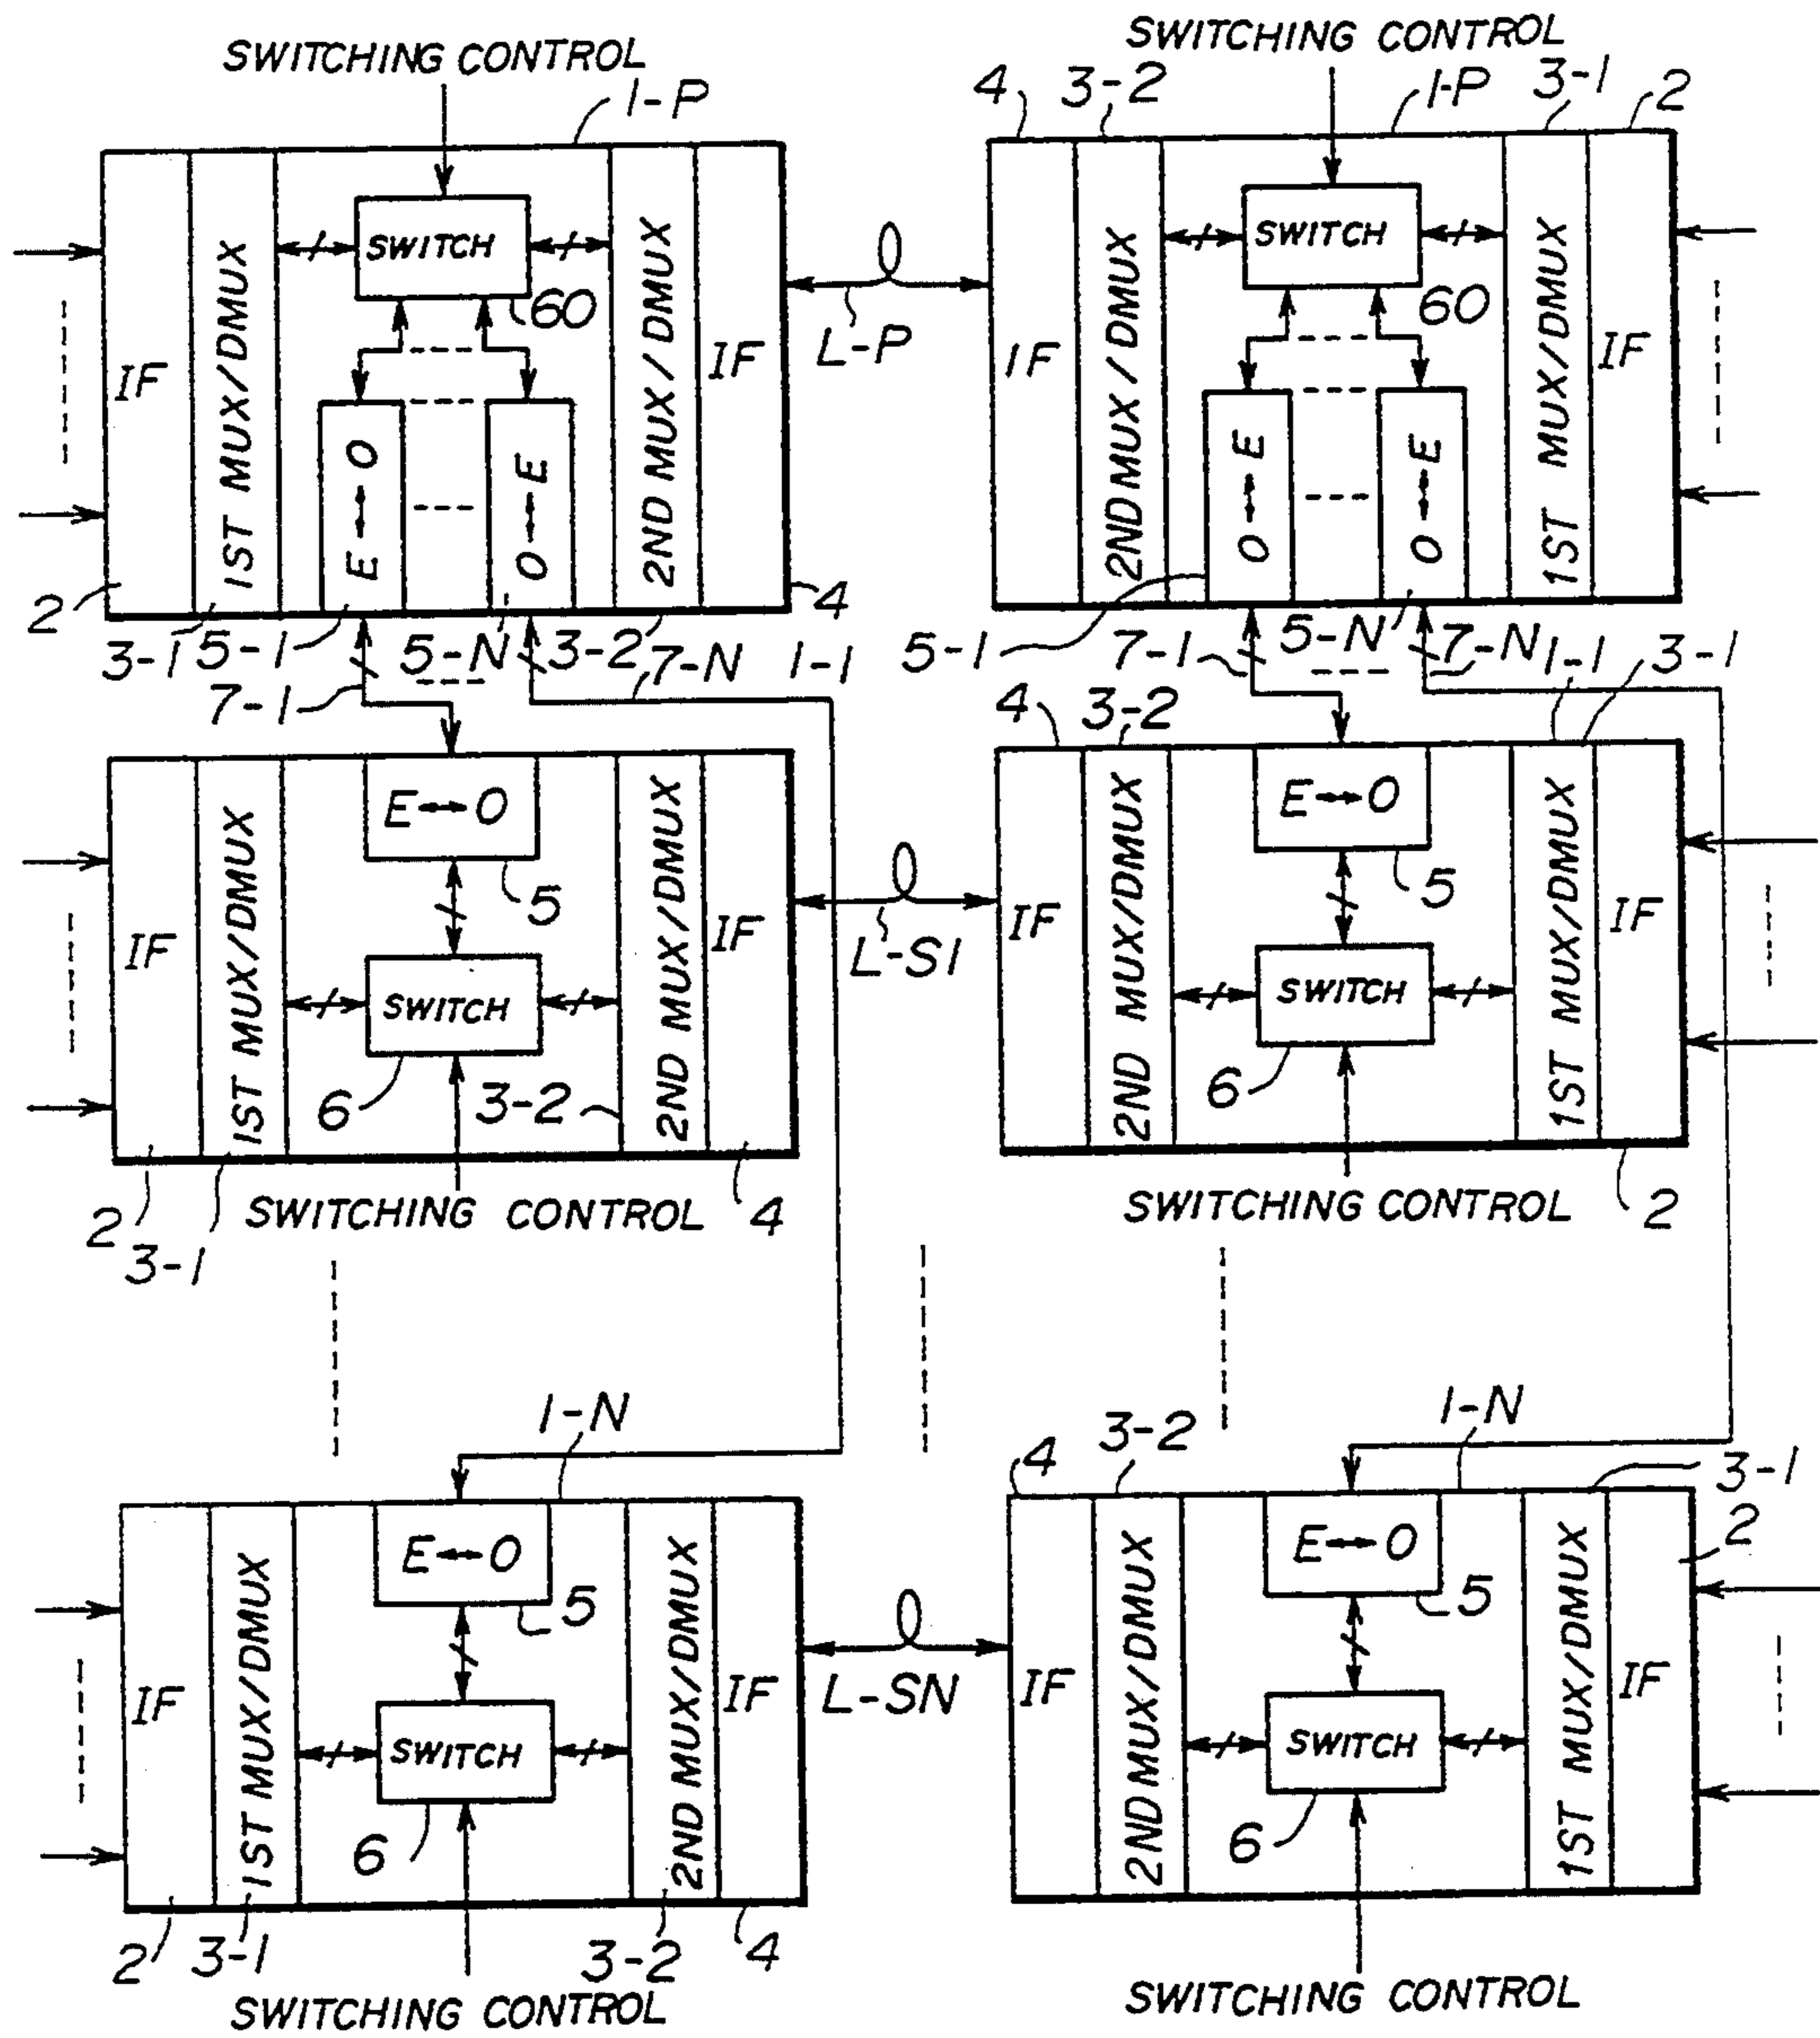 SWITCHING CONTROL
SWITCHING CONTROL
1-P
4 3-2 1-P 3-1 2
IF
1ST MUX/DMUX
SWITCH
60
E↔O
O↔E
2ND MUX/DMUX
IF
L-P
IF
2ND MUX/DMUX
SWITCH
60
O↔E
O↔E
1ST MUX/DMUX
IF
2 3-1 5-1 5-N 3-2 4
7-1 7-N 1-1
5-1 7-1 5-N 7-N 1-1 3-1
4 3-2
IF
1ST MUX/DMUX
E↔O
5
SWITCH
6
3-2
2ND MUX/DMUX
IF
L-S1
IF
2ND MUX/DMUX
E↔O
5
SWITCH
6
1ST MUX/DMUX
IF
2 3-1 SWITCHING CONTROL 4
SWITCHING CONTROL 2
1-N
4 3-2 1-N 3-1 2
IF
1ST MUX/DMUX
E↔O
5
SWITCH
6
2ND MUX/DMUX
IF
L-SN
IF
2ND MUX/DMUX
E↔O
5
SWITCH
6
1ST MUX/DMUX
IF
2 3-1 3-2 4
SWITCHING CONTROL
SWITCHING CONTROL